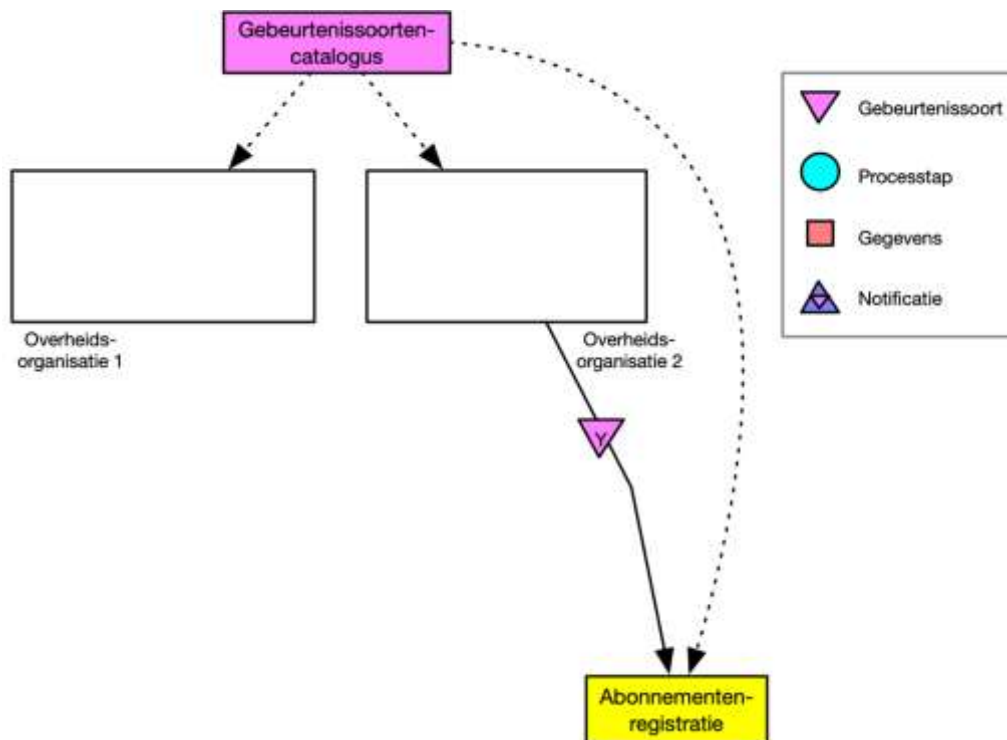 Gebeurtenissoorten-
catalogus
Gebeurtenissoort
Processtap
Gegevens
Notificatie
Overheids-
organisatie 1
Overheids-
organisatie 2
Y
Abonnementen-
registratie